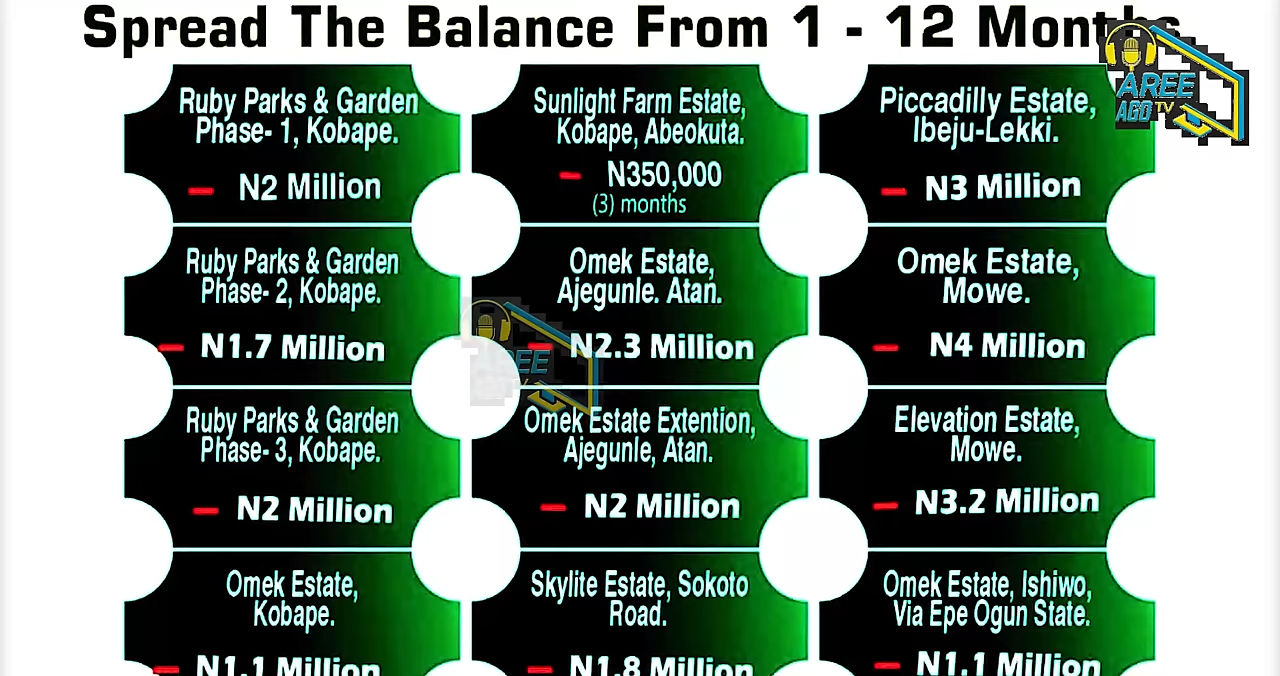 Spread The Balance From 1 - 12 Months.
Ruby Parks & Garden
Phase- 1, Kobape.
- N2 Million
Sunlight Farm Estate,
Kobape, Abeokuta.
- N350,000
(3) months
Piccadilly Estate,
Ibeju-Lekki.
- N3 Million
AREE
AGO TV
Ruby Parks & Garden
Phase- 2, Kobape.
- N1.7 Million
Omek Estate,
Ajegunle. Atan.
- N2.3 Million
Omek Estate,
Mowe.
- N4 Million
Ruby Parks & Garden
Phase- 3, Kobape.
- N2 Million
Omek Estate Extention,
Ajegunle, Atan.
- N2 Million
Elevation Estate,
Mowe.
- N3.2 Million
Omek Estate,
Kobape.
- N1.1 Million
Skylite Estate, Sokoto
Road.
- N1.8 Million
Omek Estate, Ishiwo,
Via Epe Ogun State.
- N1.1 Million